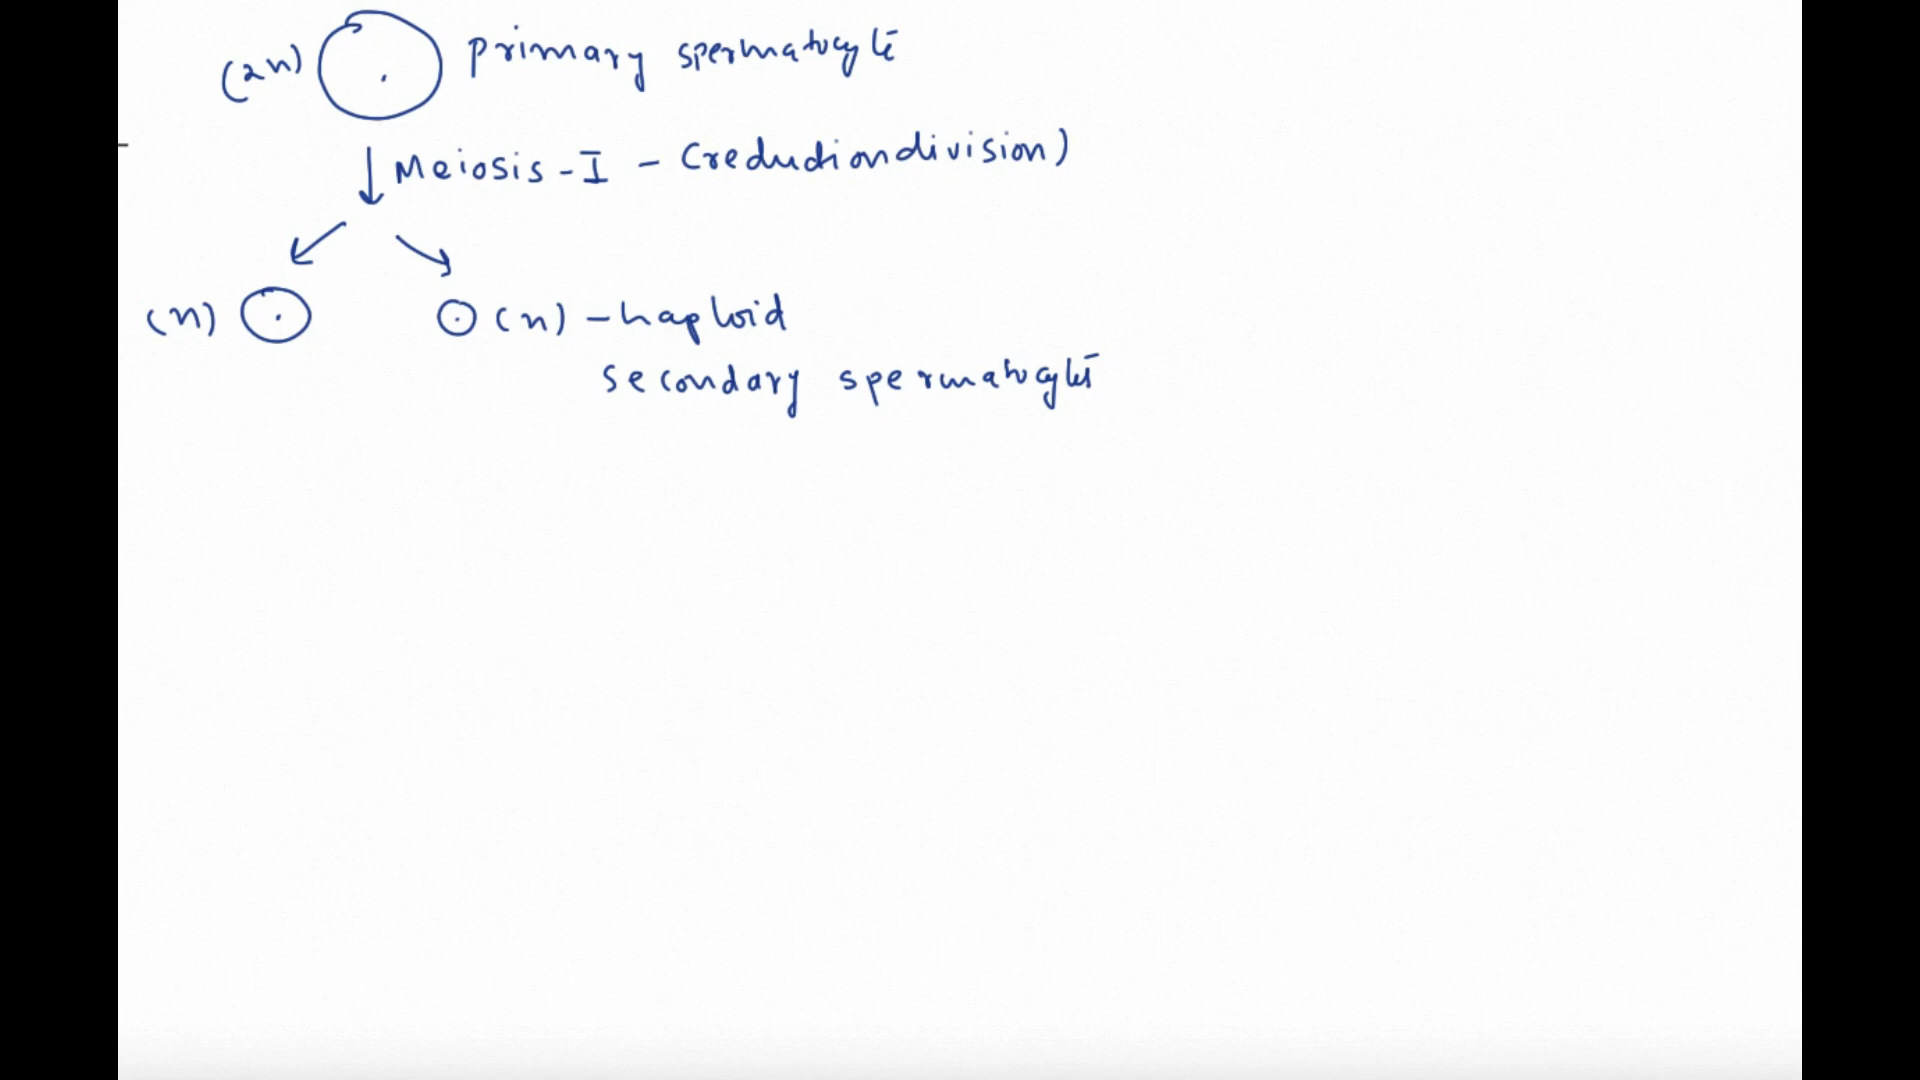 (2n) primary spermatocyte
Meiosis-I - (reduction division)
(n) (n) - haploid
secondary spermatocyte